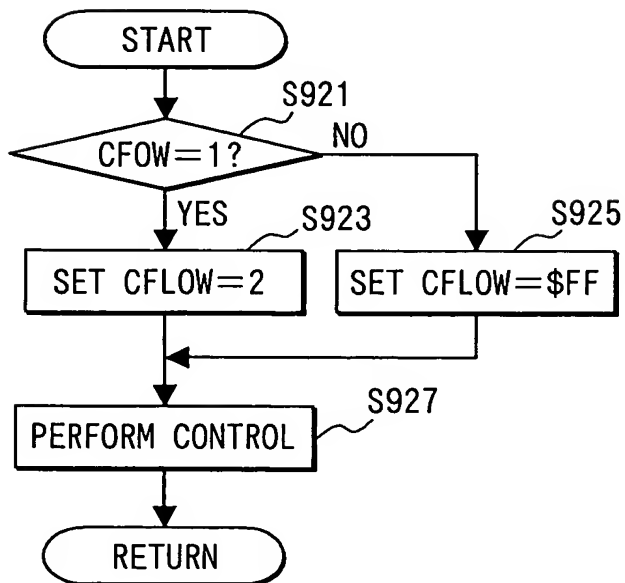 START
S921
CFOW=1?
NO
YES
S923
S925
SET CFLOW=2
SET CFLOW=$FF
S927
PERFORM CONTROL
RETURN